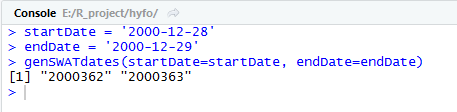 Console E:/R_project/hyfo/
> startDate = '2000-12-28'
> endDate = '2000-12-29'
> genSWATdates(startDate=startDate, endDate=endDate)
[1] "2000362" "2000363"
>